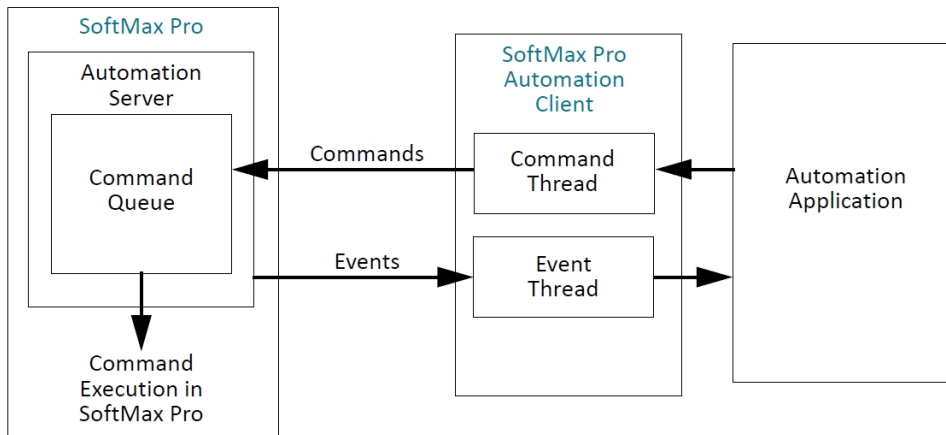 SoftMax Pro
Automation
Server
Command
Queue
Command
Execution in
SoftMax Pro
Commands
Events
SoftMax Pro
Automation
Client
Command
Thread
Event
Thread
Automation
Application